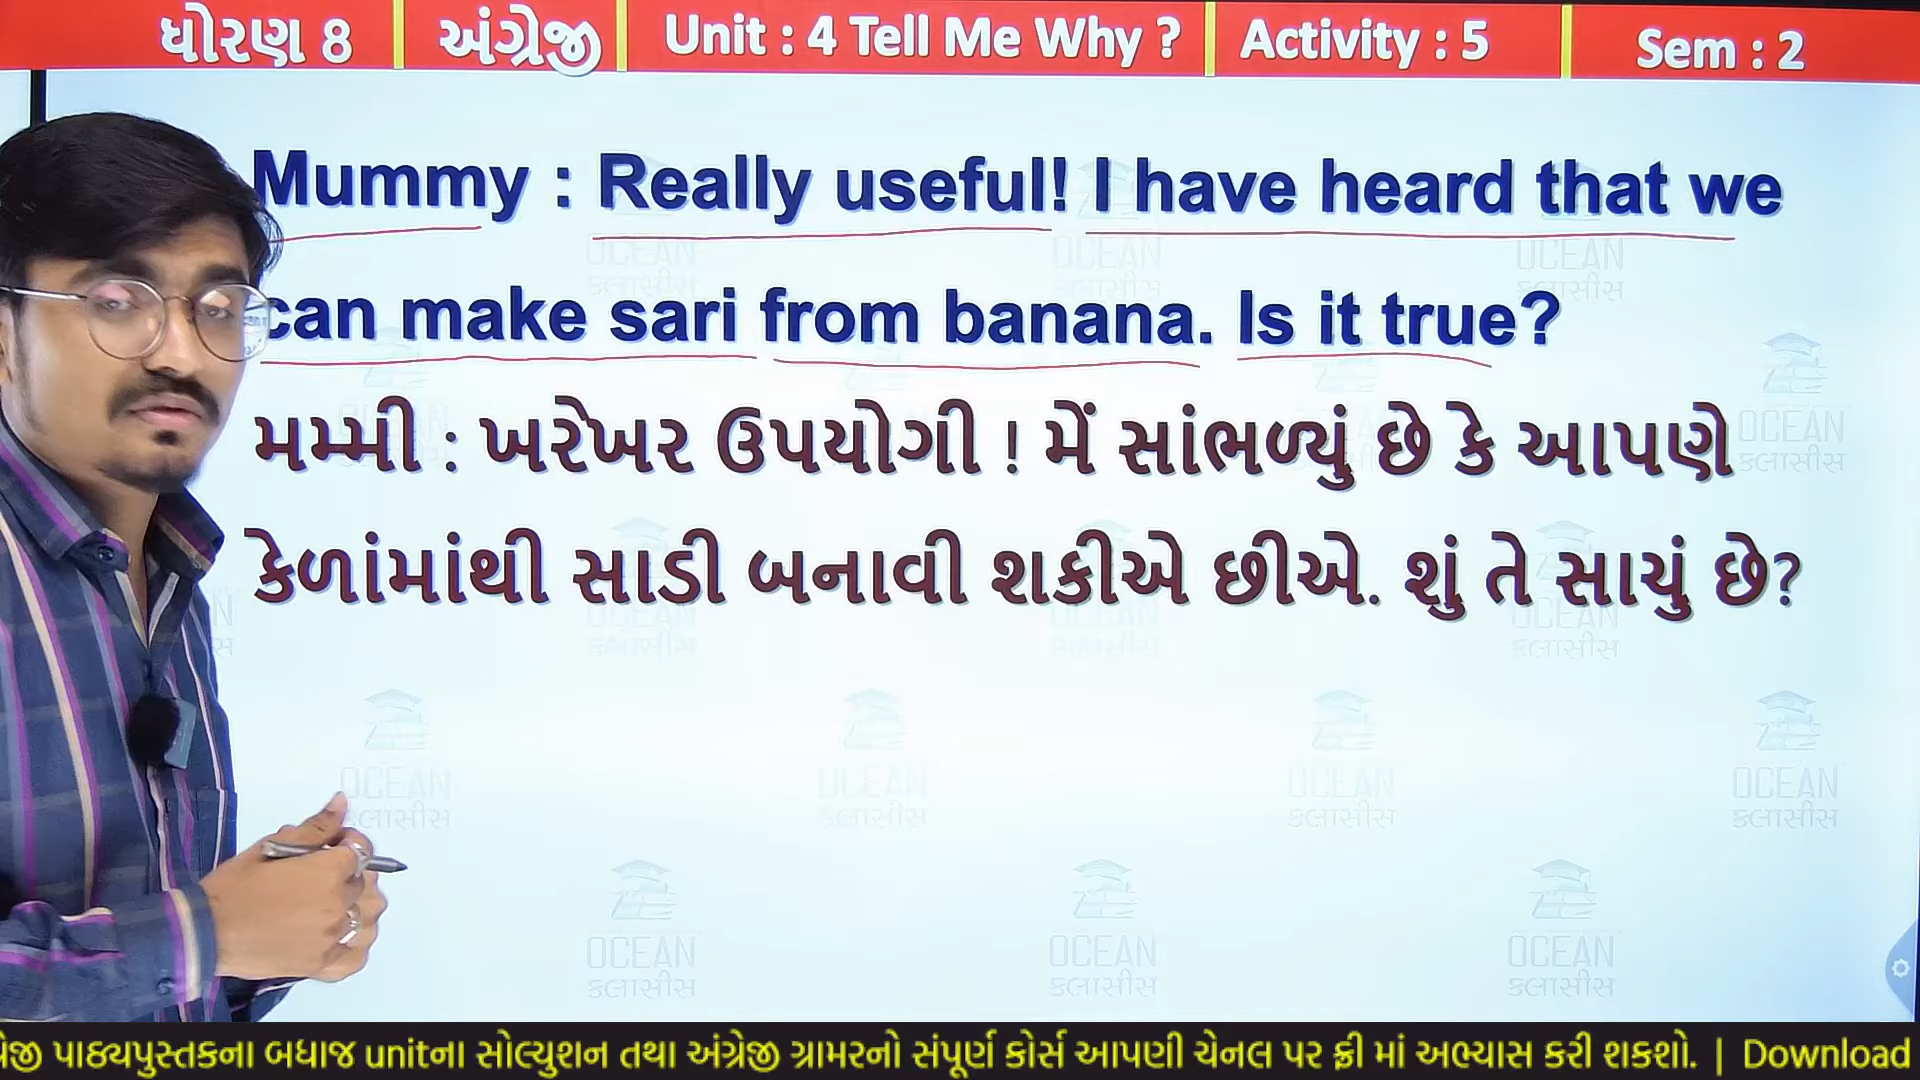 ધોરણ 8 અંગ્રેજી Unit : 4 Tell Me Why ? Activity : 5 Sem : 2
Mummy : Really useful! I have heard that we
can make sari from banana. Is it true?
મમ્મી : ખરેખર ઉપયોગી ! મેં સાંભળ્યું છે કે આપણે
કેળાંમાંથી સાડી બનાવી શકીએ છીએ. શું તે સાચું છે?
OCEAN
કલાસીસ
પાઠ્યપુસ્તકના બધાજ unitના સોલ્યુશન તથા અંગ્રેજી ગ્રામરનો સંપૂર્ણ કોર્સ આપણી ચેનલ પર ફ્રી માં અભ્યાસ કરી શકશો. | Download